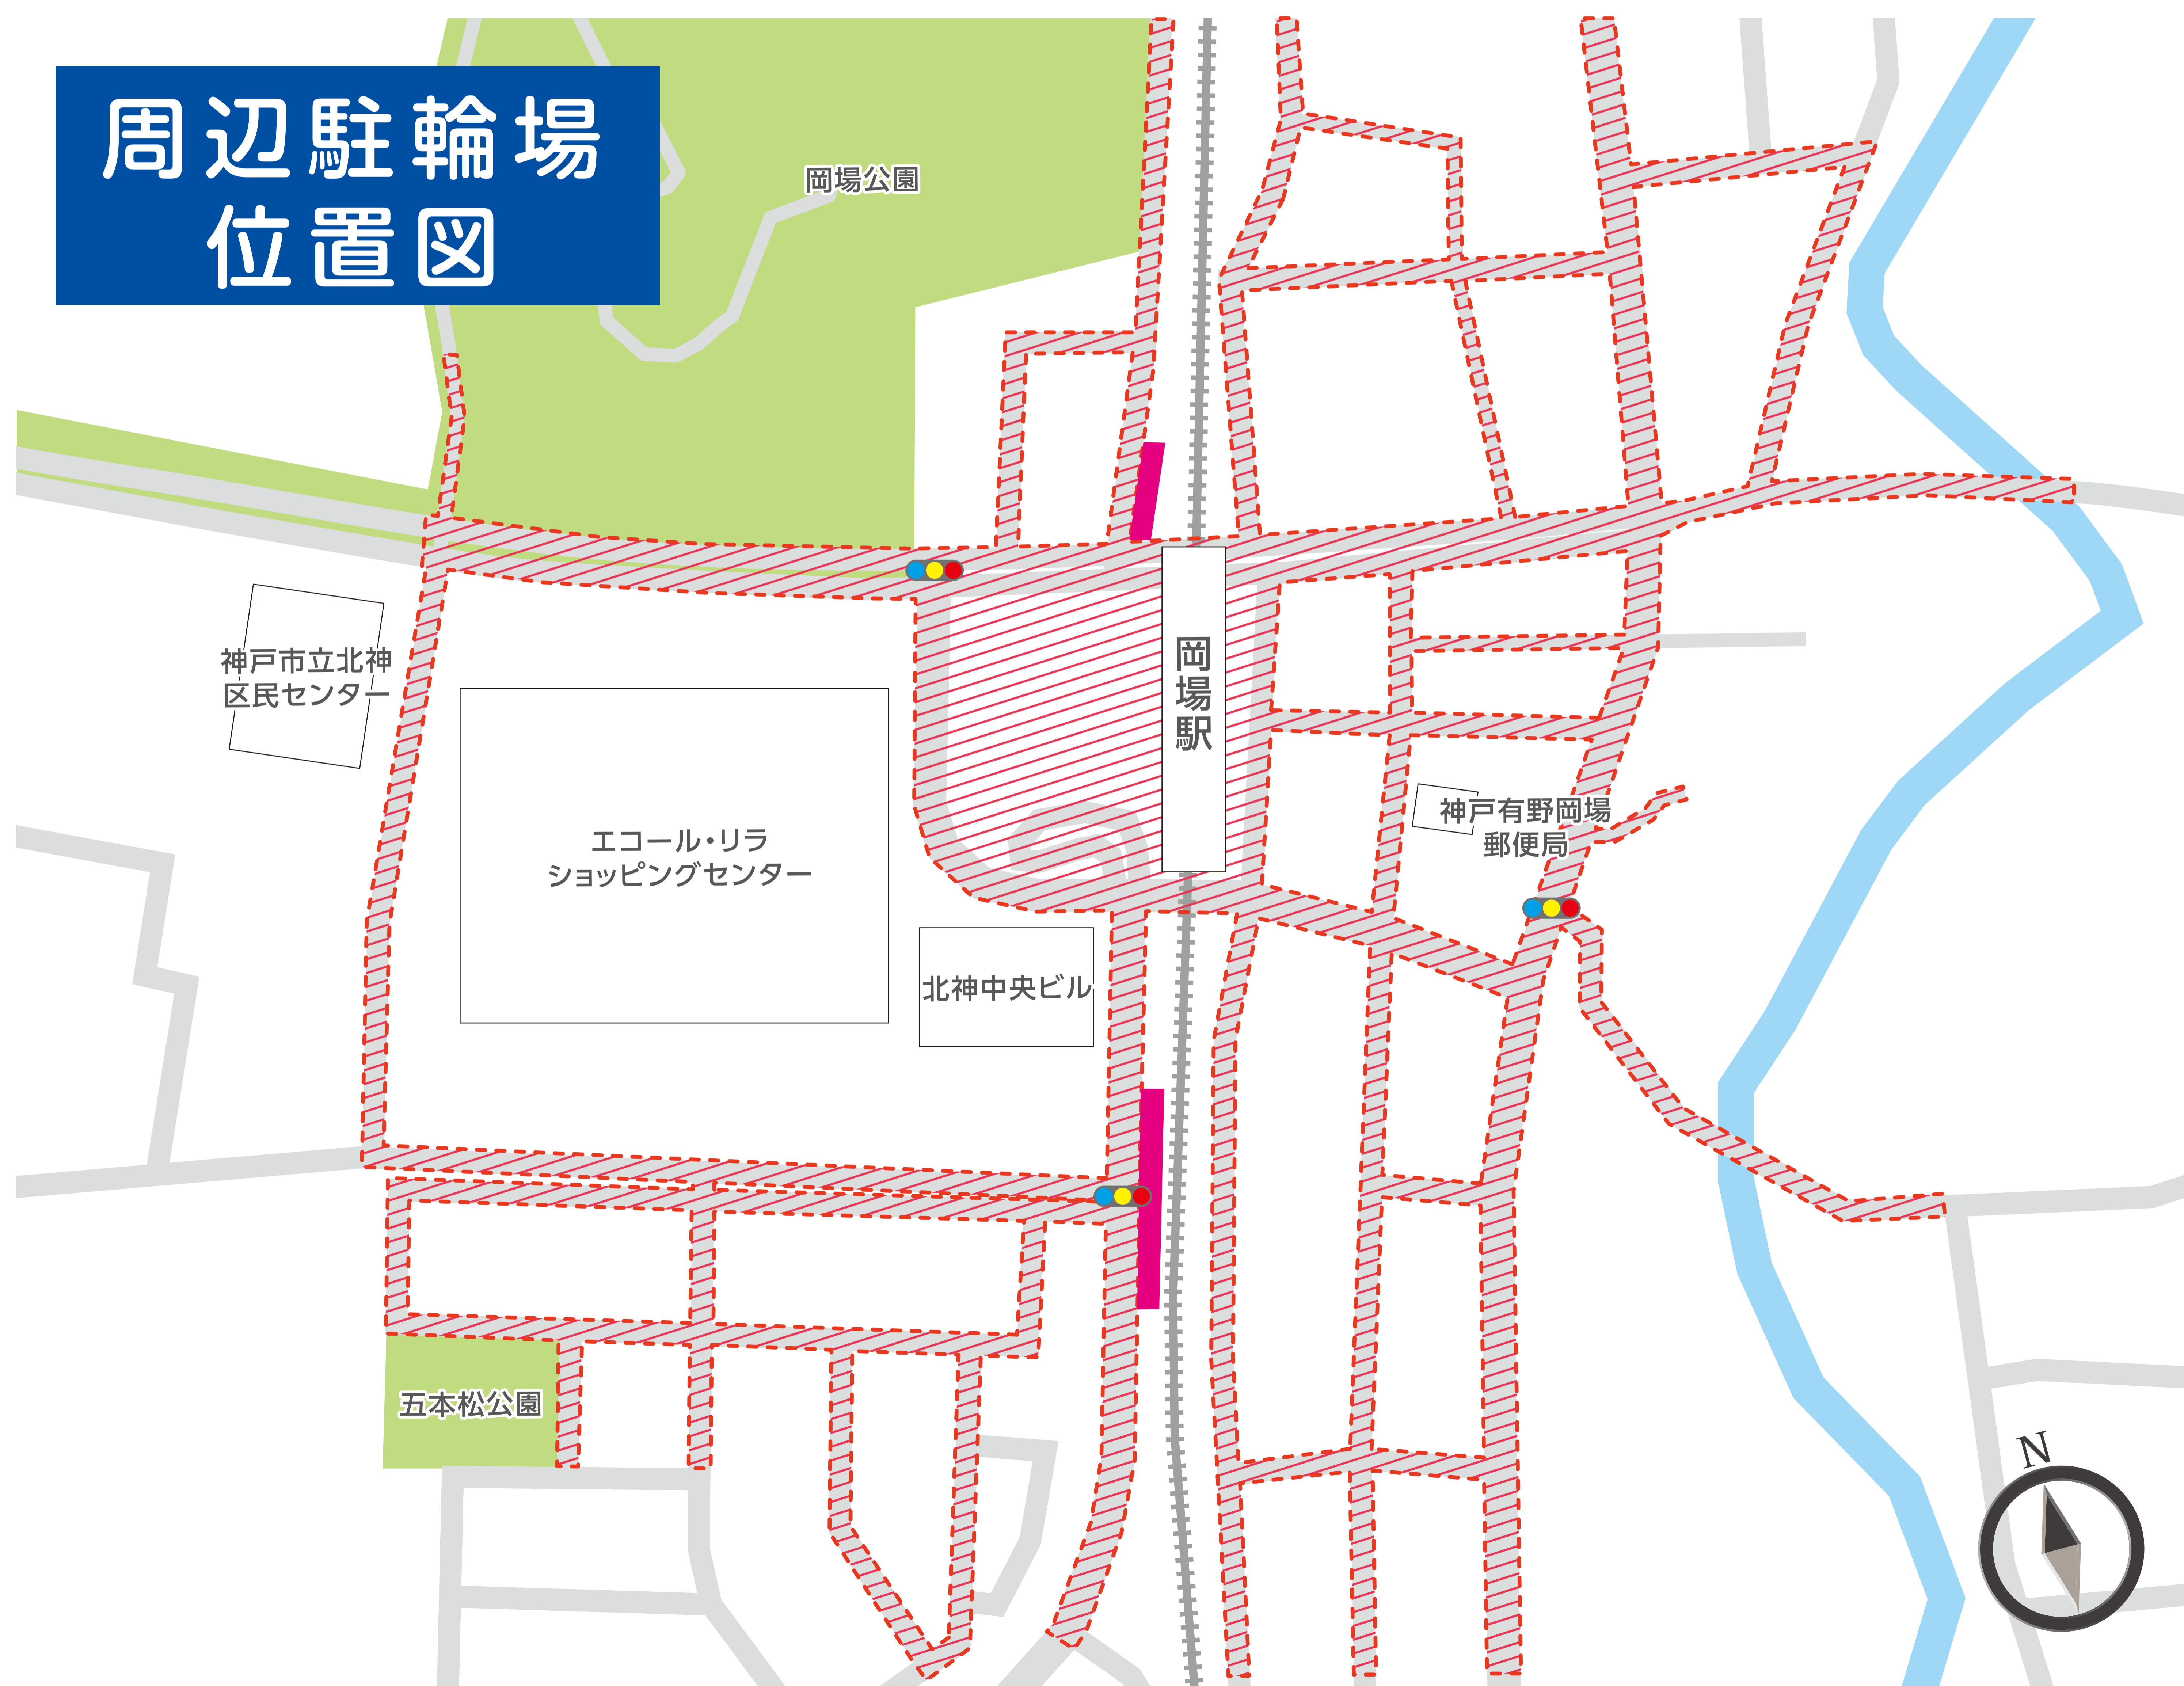 周辺駐輪場
位置図
岡場公園
神戸市立北神
区民センター
岡場駅
エコール・リラ
ショッピングセンター
神戸有野岡場
郵便局
北神中央ビル
五本松公園
N